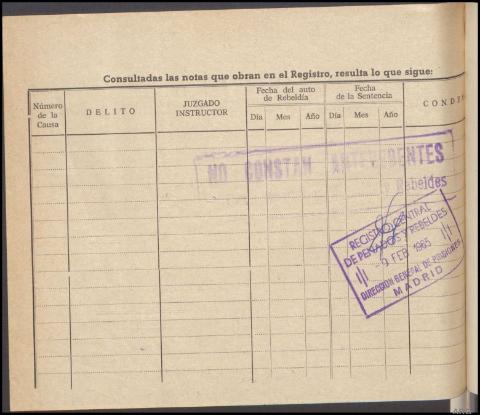 Consultadas las notas que obran en el Registro, resulta lo que sigue:
Número de la Causa
DELITO
JUZGADO INSTRUCTOR
Fecha del auto de Rebeldía
Día Mes Año
Fecha de la Sentencia
Día Mes Año
CONDE
NO CONSTAN ANTECEDENTES
y Rebeldes
REGISTRO CENTRAL
DE PENADOS Y REBELDES
FEB 1965
DIRECCION GENERAL DE PRISIONES
MADRID